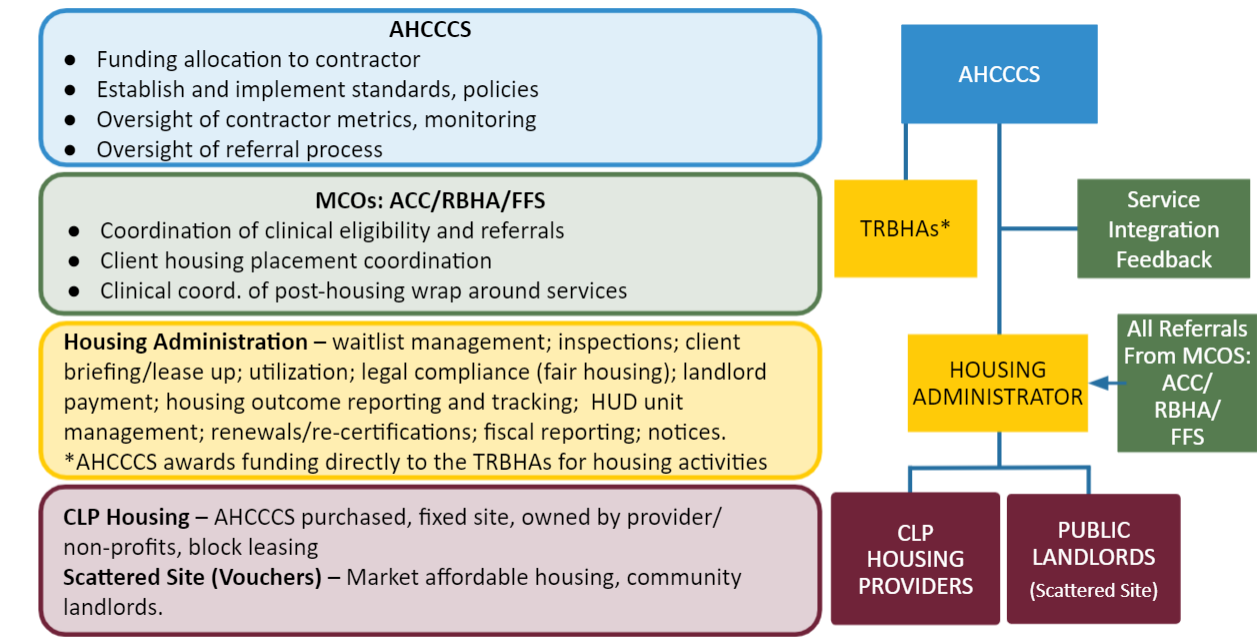 AHCCCS
● Funding allocation to contractor
● Establish and implement standards, policies
● Oversight of contractor metrics, monitoring
● Oversight of referral process
MCOs: ACC/RBHA/FFS
● Coordination of clinical eligibility and referrals
● Client housing placement coordination
● Clinical coord. of post-housing wrap around services
Housing Administration – waitlist management; inspections; client
briefing/lease up; utilization; legal compliance (fair housing); landlord
payment; housing outcome reporting and tracking;  HUD unit
management; renewals/re-certifications; fiscal reporting; notices.
*AHCCCS awards funding directly to the TRBHAs for housing activities
CLP Housing – AHCCCS purchased, fixed site, owned by provider/
non-profits, block leasing
Scattered Site (Vouchers) – Market affordable housing, community
landlords.
AHCCCS
TRBHAs*
Service
Integration
Feedback
HOUSING
ADMINISTRATOR
All Referrals
From MCOS:
ACC/
RBHA/
FFS
CLP
HOUSING
PROVIDERS
PUBLIC
LANDLORDS
(Scattered Site)